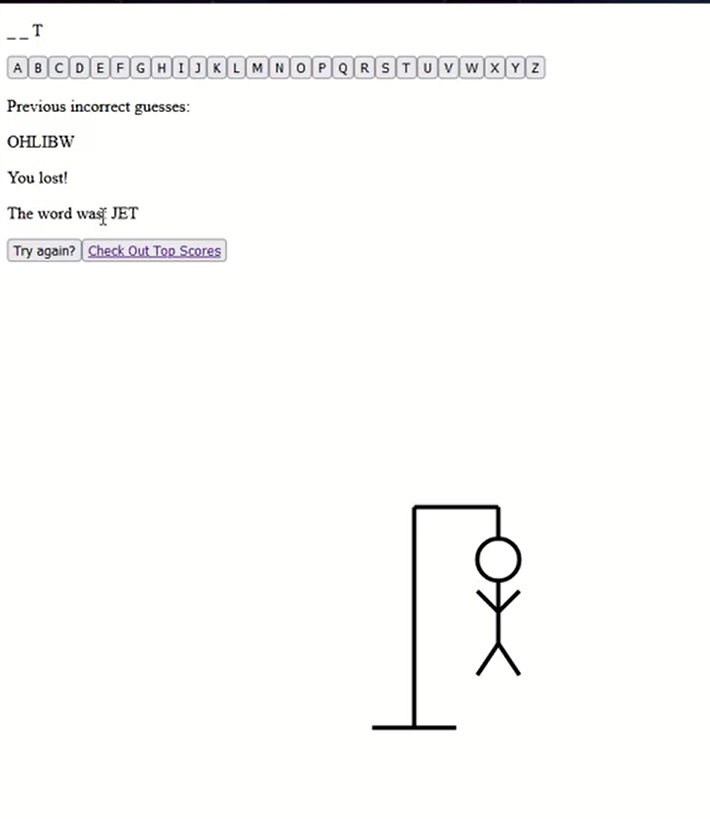 _ _ T
A B C D E F G H I J K L M N O P Q R S T U V W X Y Z
Previous incorrect guesses:
OHLIBW
You lost!
The word was: JET
Try again? Check Out Top Scores